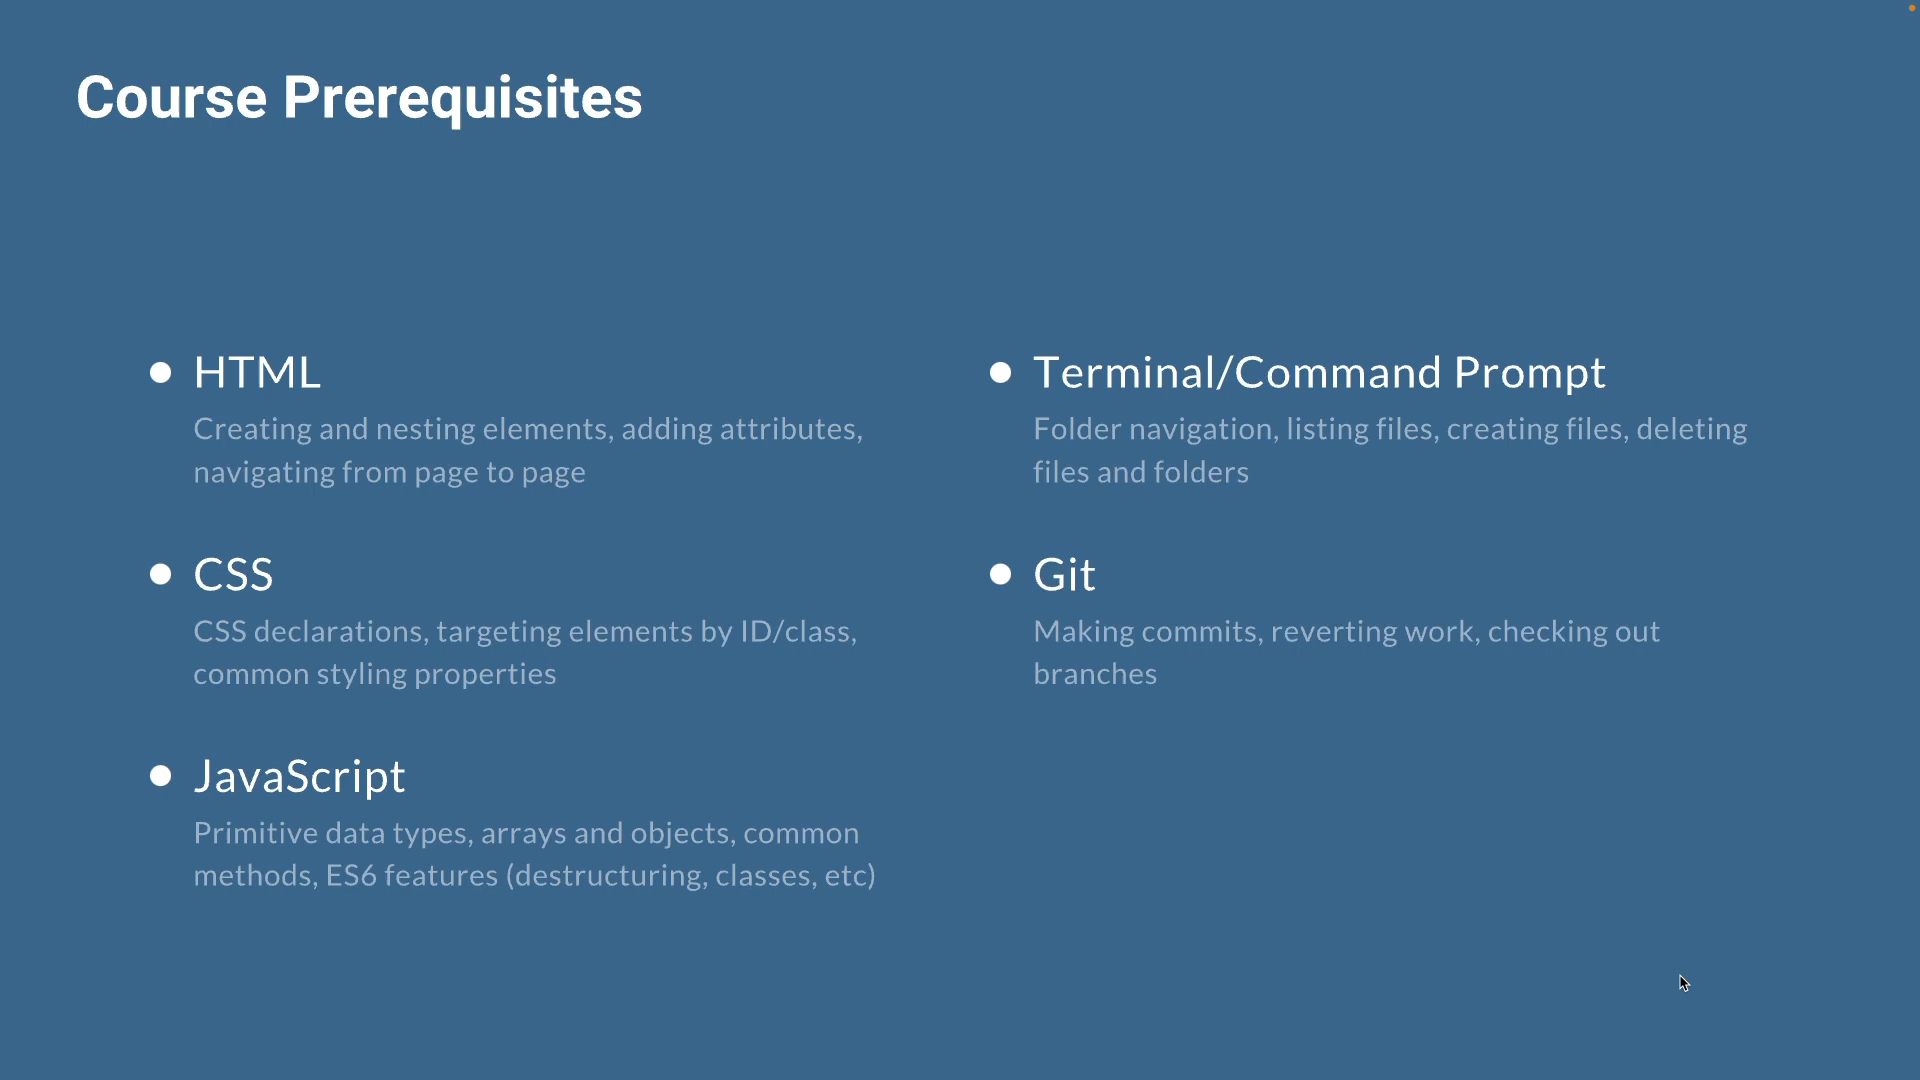 Course Prerequisites
HTML
Creating and nesting elements, adding attributes,
navigating from page to page
CSS
CSS declarations, targeting elements by ID/class,
common styling properties
JavaScript
Primitive data types, arrays and objects, common
methods, ES6 features (destructuring, classes, etc)
Terminal/Command Prompt
Folder navigation, listing files, creating files, deleting
files and folders
Git
Making commits, reverting work, checking out
branches